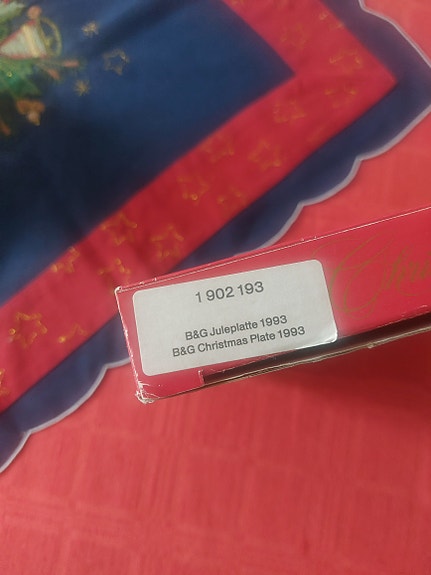 1 902 193
B&G Juleplatte 1993
B&G Christmas Plate 1993